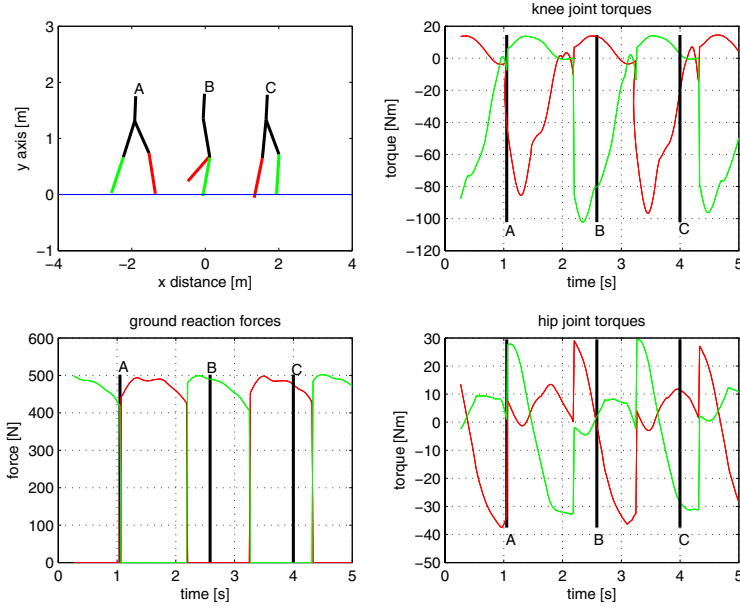 3
2
1
0
−1
y axis [m]
A
B
C
−4
−2
0
2
4
x distance [m]
knee joint torques
20
0
−20
−40
−60
−80
−100
−120
torque [Nm]
A
B
C
0
1
2
3
4
5
time [s]
ground reaction forces
600
500
400
300
200
100
0
force [N]
A
B
C
0
1
2
3
4
5
time [s]
hip joint torques
30
20
10
0
−10
−20
−30
−40
−50
torque [Nm]
A
B
C
0
1
2
3
4
5
time [s]